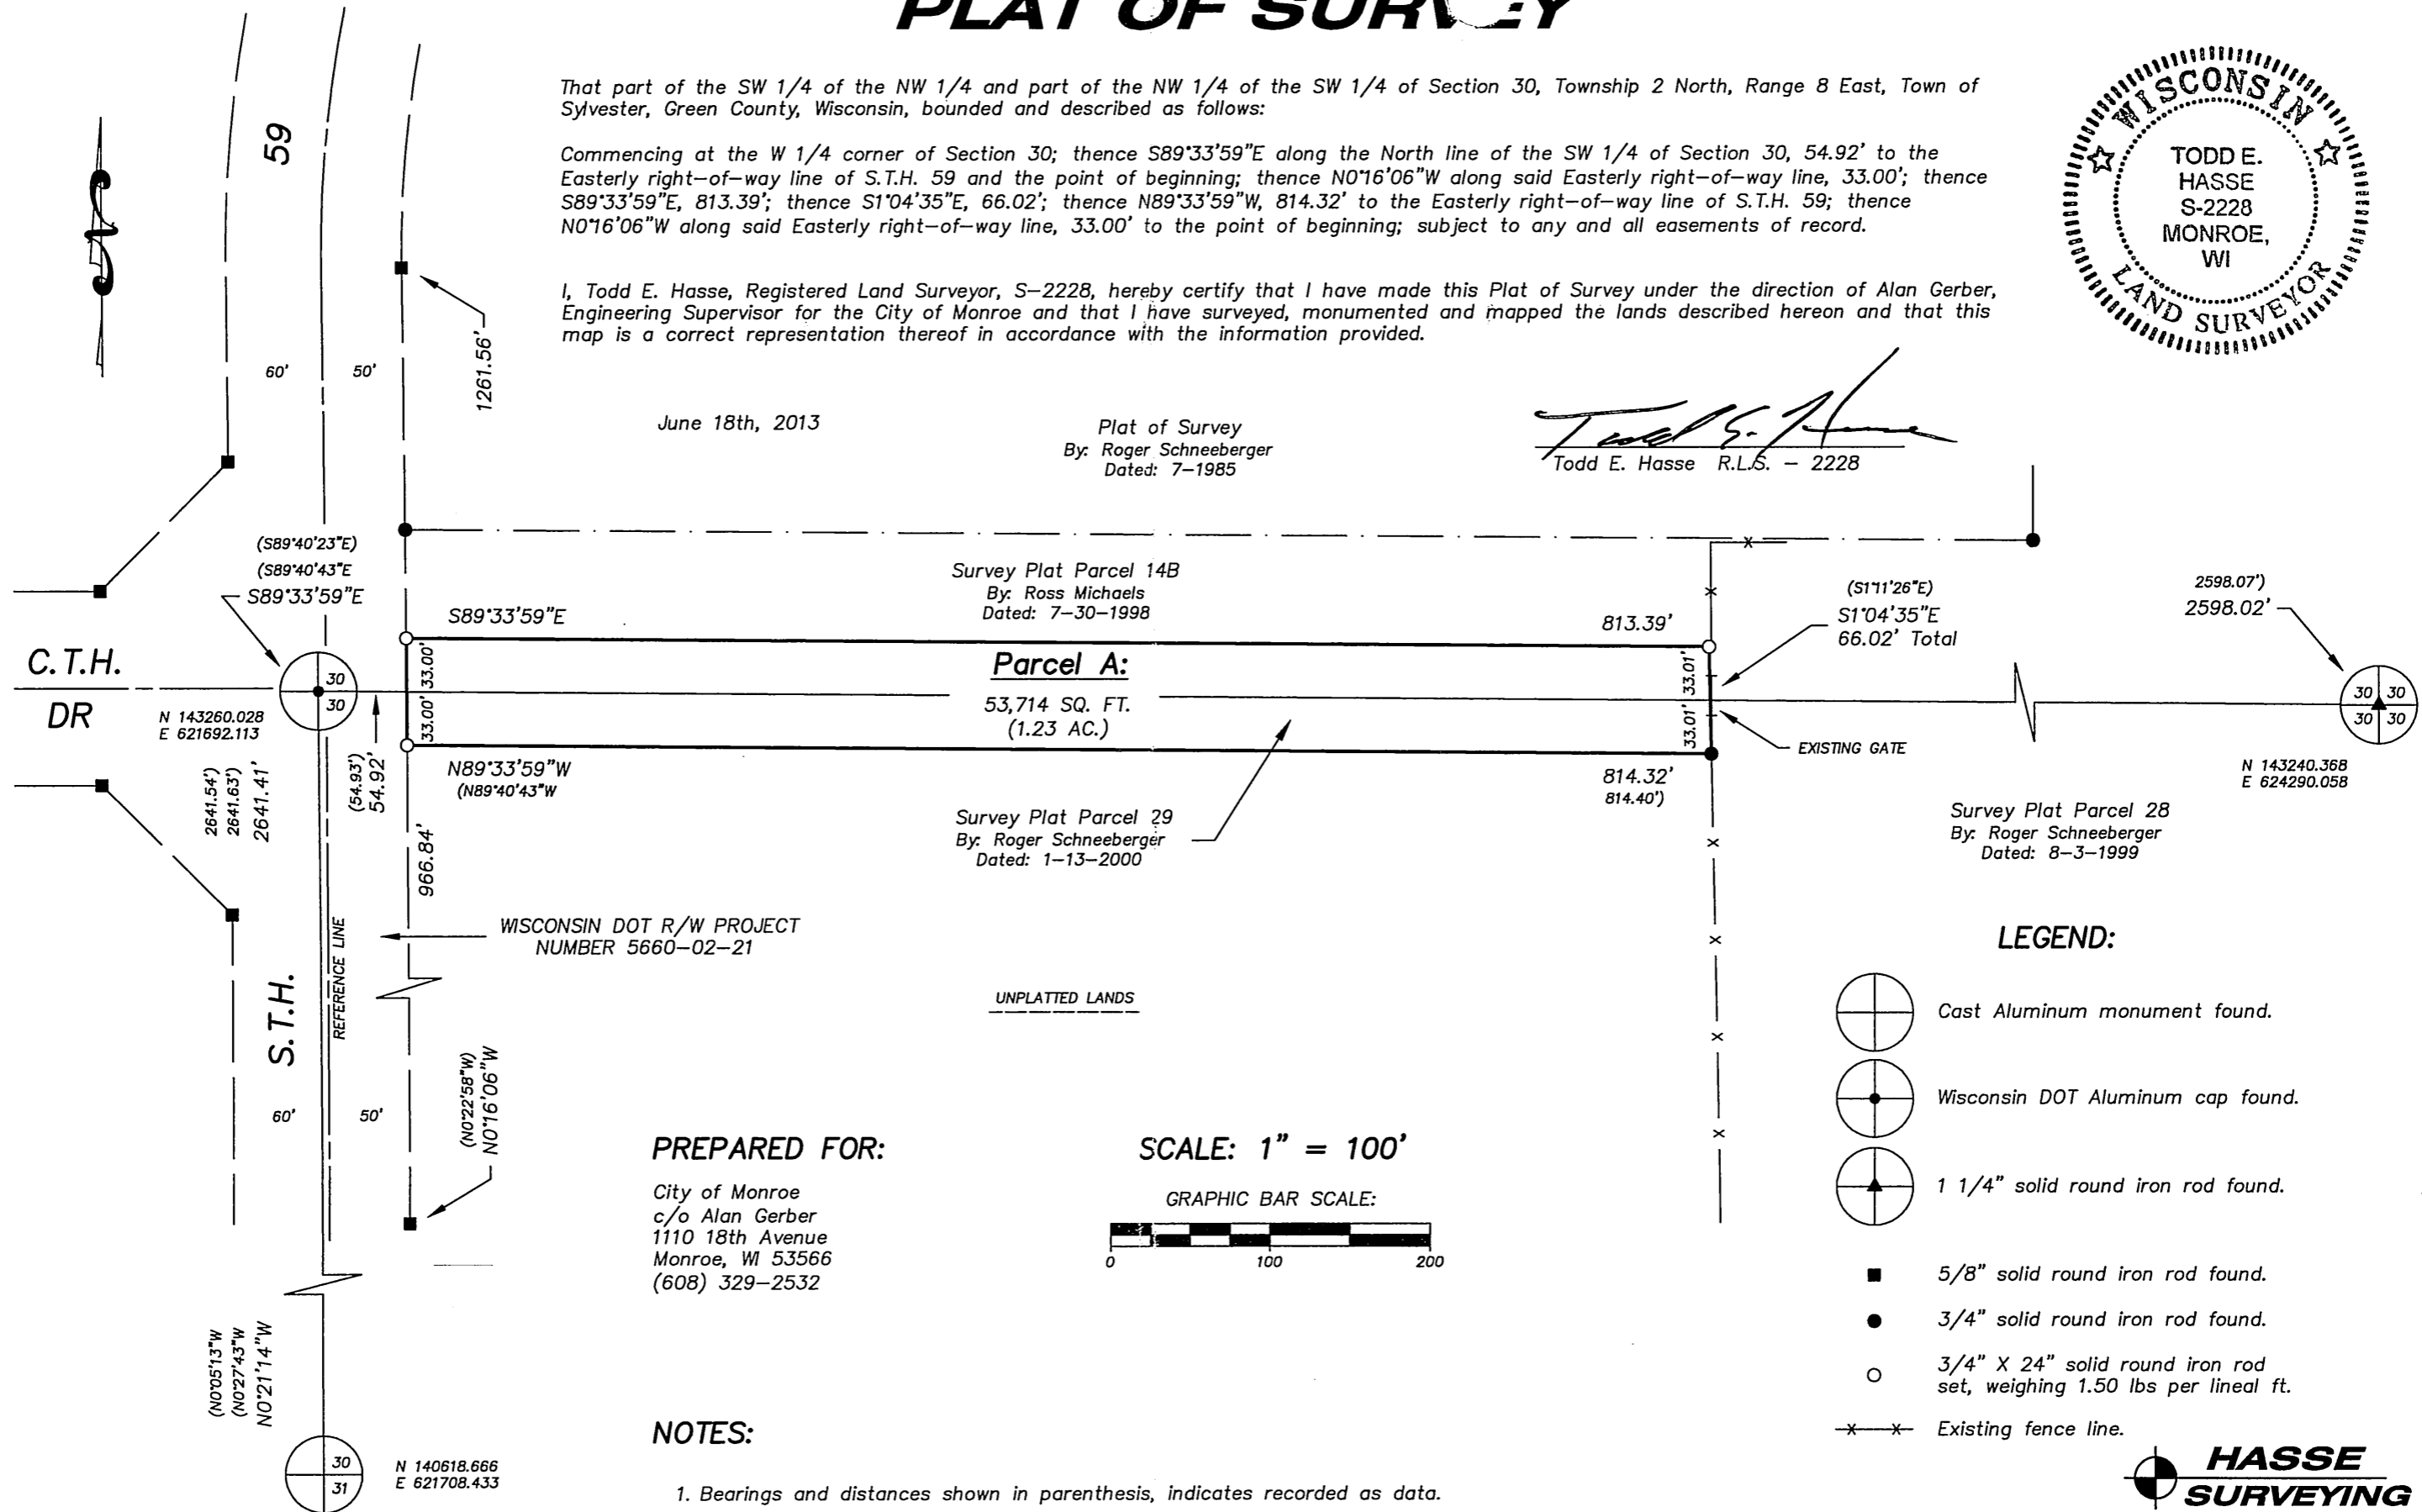 PLAT OF SURVEY
That part of the SW 1/4 of the NW 1/4 and part of the NW 1/4 of the SW 1/4 of Section 30, Township 2 North, Range 8 East, Town of
Sylvester, Green County, Wisconsin, bounded and described as follows:
Commencing at the W 1/4 corner of Section 30; thence S89°33'59"E along the North line of the SW 1/4 of Section 30, 54.92' to the
Easterly right-of-way line of S.T.H. 59 and the point of beginning; thence N0°16'06"W along said Easterly right-of-way line, 33.00'; thence
S89°33'59"E, 813.39'; thence S1°04'35"E, 66.02'; thence N89°33'59"W, 814.32' to the Easterly right-of-way line of S.T.H. 59; thence
N0°16'06"W along said Easterly right-of-way line, 33.00' to the point of beginning; subject to any and all easements of record.
I, Todd E. Hasse, Registered Land Surveyor, S-2228, hereby certify that I have made this Plat of Survey under the direction of Alan Gerber,
Engineering Supervisor for the City of Monroe and that I have surveyed, monumented and mapped the lands described hereon and that this
map is a correct representation thereof in accordance with the information provided.
WISCONSIN
TODD E.
HASSE
S-2228
MONROE,
WI
LAND SURVEYOR
59
60'
50'
1261.56'
June 18th, 2013
Plat of Survey
By: Roger Schneeberger
Dated: 7-1985
Todd E. Hasse
Todd E. Hasse R.L.S. - 2228
(S89°40'23"E)
(S89°40'43"E
S89°33'59"E
Survey Plat Parcel 14B
By: Ross Michaels
Dated: 7-30-1998
(S1°11'26"E)
S1°04'35"E
66.02' Total
2598.07')
2598.02'
S89°33'59"E
813.39'
C.T.H.
DR
30
30
N 143260.028
E 621692.113
33.00'
33.00'
Parcel A:
53,714 SQ. FT.
(1.23 AC.)
33.01'
33.01'
EXISTING GATE
30 30
30 30
N 143240.368
E 624290.058
2641.54')
2641.63')
2641.41'
(54.93')
54.92'
N89°33'59"W
(N89°40'43"W
814.32'
814.40')
Survey Plat Parcel 29
By: Roger Schneeberger
Dated: 1-13-2000
Survey Plat Parcel 28
By: Roger Schneeberger
Dated: 8-3-1999
966.84'
WISCONSIN DOT R/W PROJECT
NUMBER 5660-02-21
REFERENCE LINE
S.T.H.
UNPLATTED LANDS
60'
50'
(N0°22'58"W)
N0°16'06"W
LEGEND:
Cast Aluminum monument found.
Wisconsin DOT Aluminum cap found.
1 1/4" solid round iron rod found.
5/8" solid round iron rod found.
3/4" solid round iron rod found.
3/4" X 24" solid round iron rod
set, weighing 1.50 lbs per lineal ft.
x x Existing fence line.
PREPARED FOR:
City of Monroe
c/o Alan Gerber
1110 18th Avenue
Monroe, WI 53566
(608) 329-2532
SCALE: 1" = 100'
GRAPHIC BAR SCALE:
0 100 200
(N0°05'13"W
(N0°27'43"W
N0°21'14"W
30
31
N 140618.666
E 621708.433
NOTES:
1. Bearings and distances shown in parenthesis, indicates recorded as data.
HASSE
SURVEYING